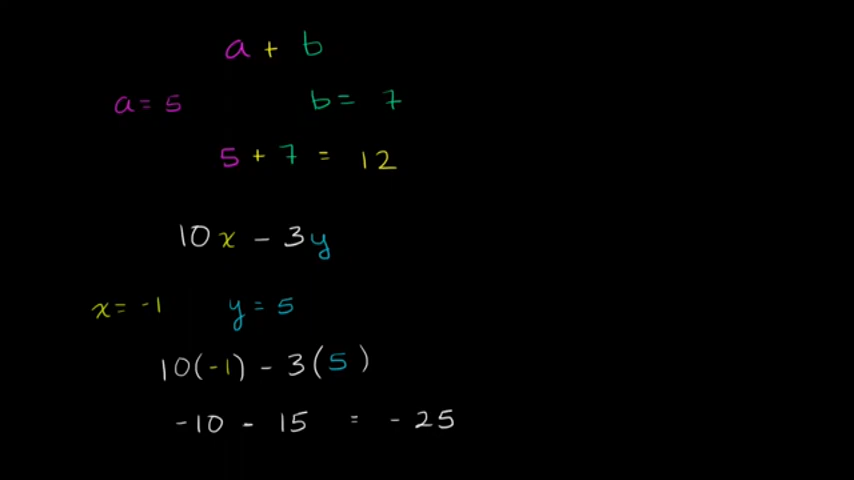 a + b
a = 5 b = 7
5 + 7 = 12
10x - 3y
x = -1 y = 5
10(-1) - 3(5)
-10 - 15 = -25